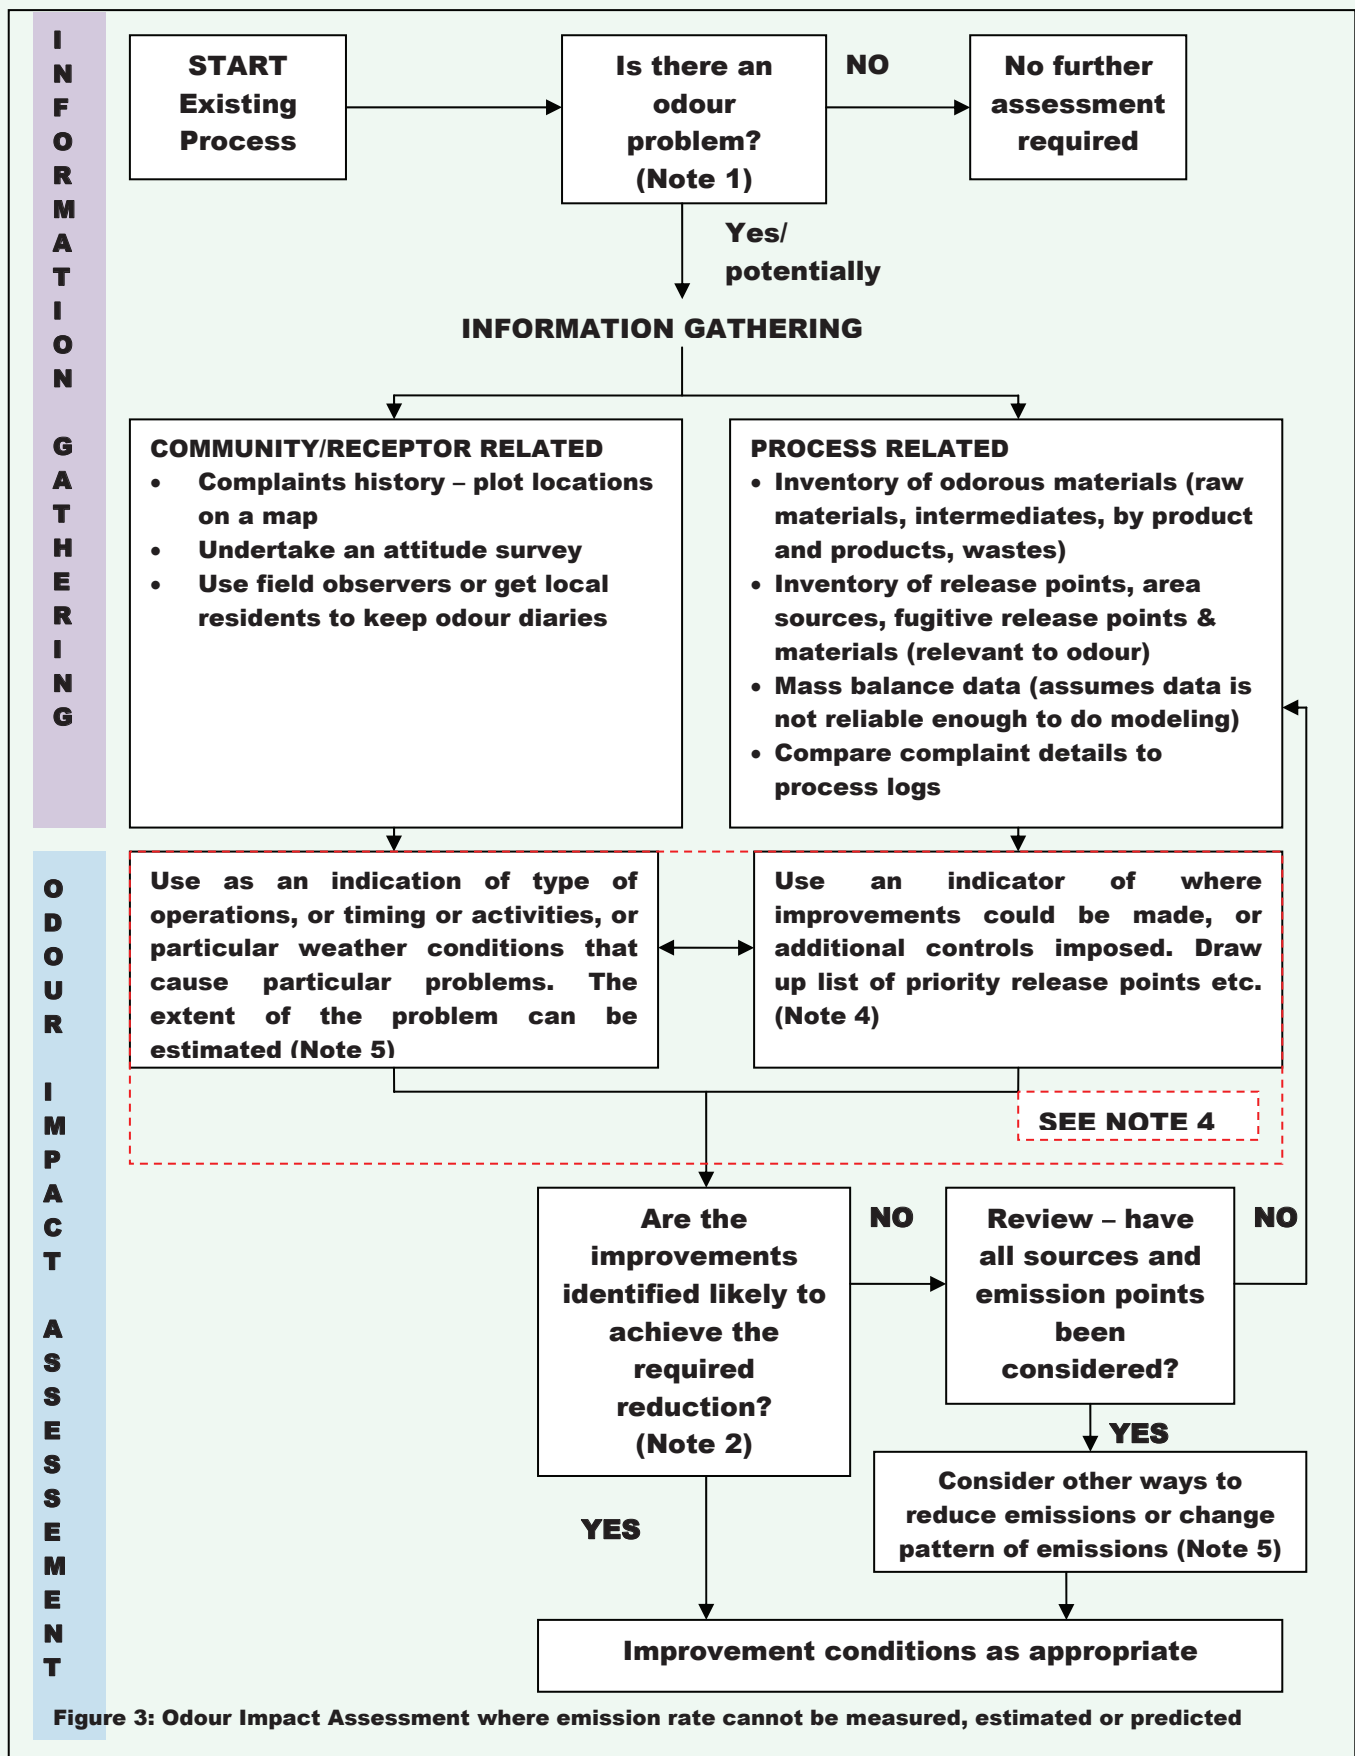 INFORMATION GATHERING
START
Existing
Process
Is there an
odour
problem?
(Note 1)
NO
No further
assessment
required
Yes/
potentially
INFORMATION GATHERING
COMMUNITY/RECEPTOR RELATED
• Complaints history – plot locations
on a map
• Undertake an attitude survey
• Use field observers or get local
residents to keep odour diaries
PROCESS RELATED
• Inventory of odorous materials (raw
materials, intermediates, by product
and products, wastes)
• Inventory of release points, area
sources, fugitive release points &
materials (relevant to odour)
• Mass balance data (assumes data is
not reliable enough to do modeling)
• Compare complaint details to
process logs
ODOUR IMPACT ASSESSEMENT
Use as an indication of type of
operations, or timing or activities, or
particular weather conditions that
cause particular problems. The
extent of the problem can be
estimated (Note 5)
Use an indicator of where
improvements could be made, or
additional controls imposed. Draw
up list of priority release points etc.
(Note 4)
SEE NOTE 4
Are the
improvements
identified likely to
achieve the
required
reduction?
(Note 2)
NO
Review – have
all sources and
emission points
been
considered?
NO
YES
Consider other ways to
reduce emissions or change
pattern of emissions (Note 5)
YES
Improvement conditions as appropriate
Figure 3: Odour Impact Assessment where emission rate cannot be measured, estimated or predicted